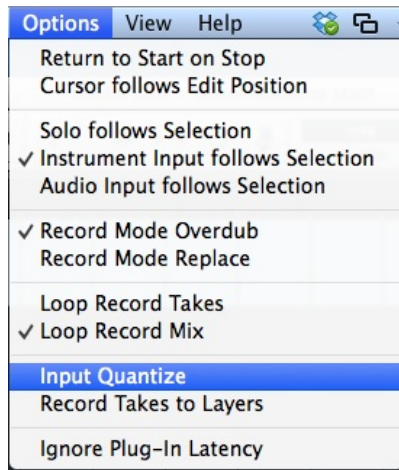 Options View Help
Return to Start on Stop
Cursor follows Edit Position
Solo follows Selection
✓ Instrument Input follows Selection
Audio Input follows Selection
✓ Record Mode Overdub
Record Mode Replace
Loop Record Takes
✓ Loop Record Mix
Input Quantize
Record Takes to Layers
Ignore Plug-In Latency